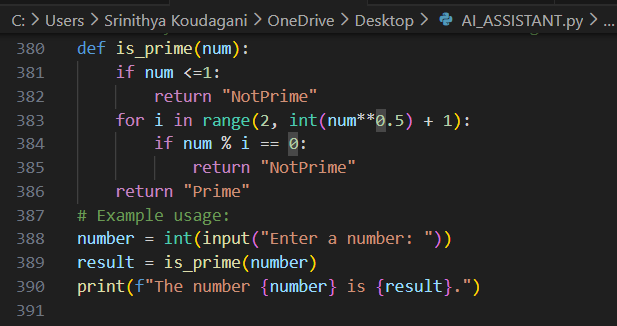 C: > Users > Srinithya Koudagani > OneDrive > Desktop > AI_ASSISTANT.py > ...
380 def is_prime(num):
381     if num <=1:
382         return "NotPrime"
383     for i in range(2, int(num**0.5) + 1):
384         if num % i == 0:
385             return "NotPrime"
386     return "Prime"
387 # Example usage:
388 number = int(input("Enter a number: "))
389 result = is_prime(number)
390 print(f"The number {number} is {result}.")
391